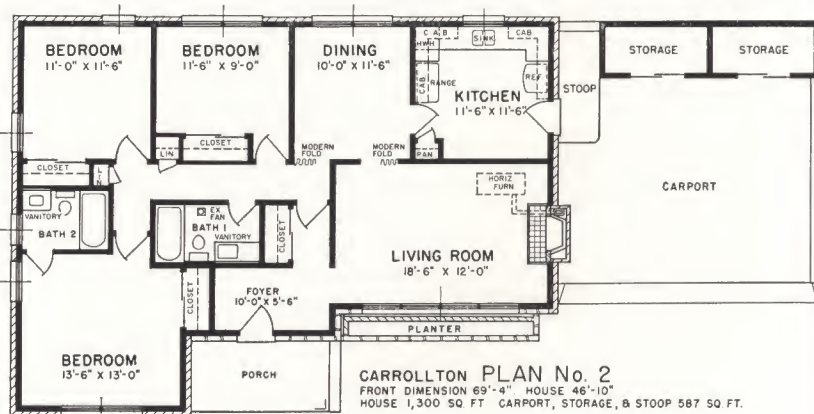 BEDROOM
11'-0" X 11'-6"
BEDROOM
11'-6" X 9'-0"
DINING
10'-0" X 11'-6"
CAB
HWH
SINK
CAB
CAB
RANGE
REF.
KITCHEN
11'-6" X 11'-6"
STOOP
STORAGE
STORAGE
CLOSET
LIN
CLOSET
LIN
MODERN
FOLD
MODERN
FOLD
PAN
HORIZ
FURN
CARPORT
VANITORY
BATH 2
EX
FAN
BATH 1
VANITORY
CLOSET
LIVING ROOM
18'-6" X 12'-0"
CLOSET
FOYER
10'-0" X 5'-6"
PLANTER
BEDROOM
13'-6" X 13'-0"
PORCH
CARROLLTON PLAN No. 2
FRONT DIMENSION 69'-4". HOUSE 46'-10"
HOUSE 1,300 SQ. FT. CARPORT, STORAGE, & STOOP 587 SQ. FT.